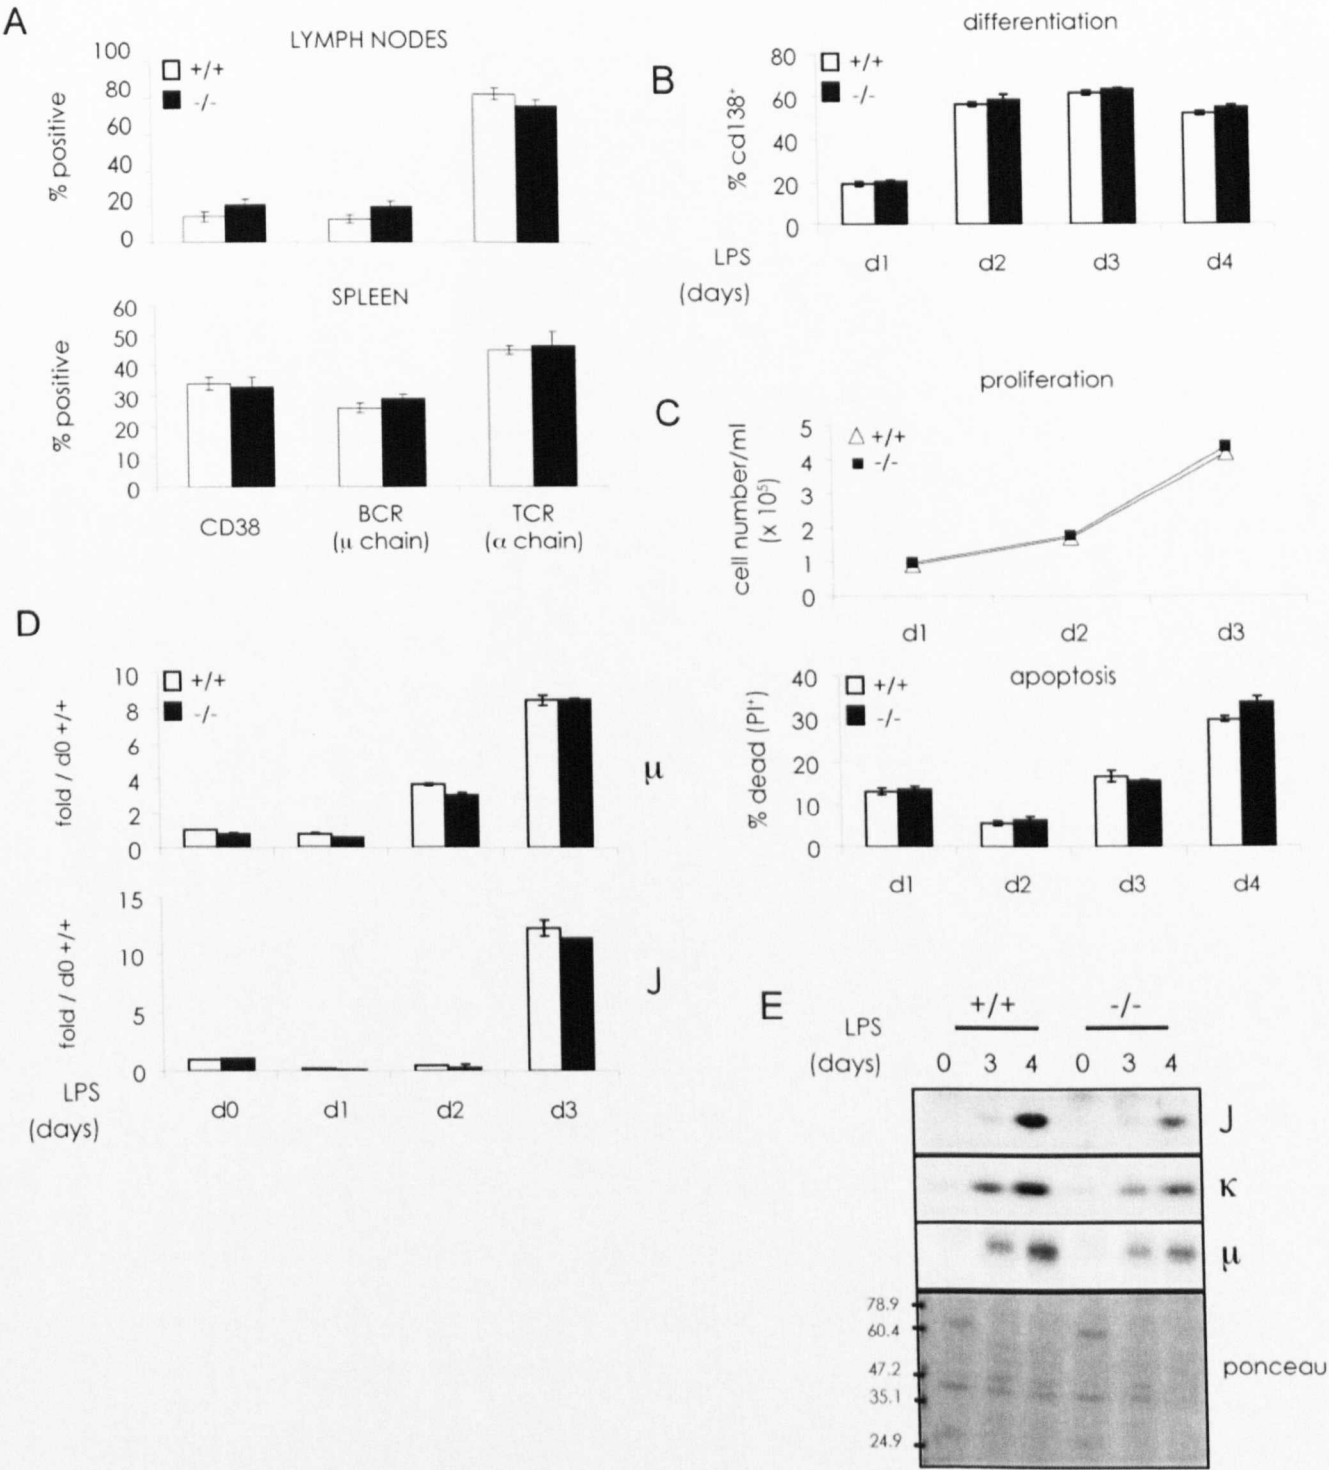 A
LYMPH NODES
100
80
60
40
20
0
% positive
+/+
-/-
SPLEEN
60
50
40
30
20
10
0
% positive
CD38
BCR
(μ chain)
TCR
(α chain)
B
differentiation
80
60
40
20
0
% cd138⁺
+/+
-/-
LPS
(days)
d1 d2 d3 d4
C
proliferation
5
4
3
2
1
0
cell number/ml
(x 10⁵)
+/+
-/-
d1 d2 d3
apoptosis
40
30
20
10
0
% dead (PI⁺)
+/+
-/-
d1 d2 d3 d4
D
10
8
6
4
2
0
fold / d0 +/+
+/+
-/-
μ
15
10
5
0
fold / d0 +/+
J
LPS
(days)
d0 d1 d2 d3
E
+/+ -/-
LPS
(days) 0 3 4 0 3 4
J
κ
μ
78.9
60.4
47.2
35.1
24.9
ponceau